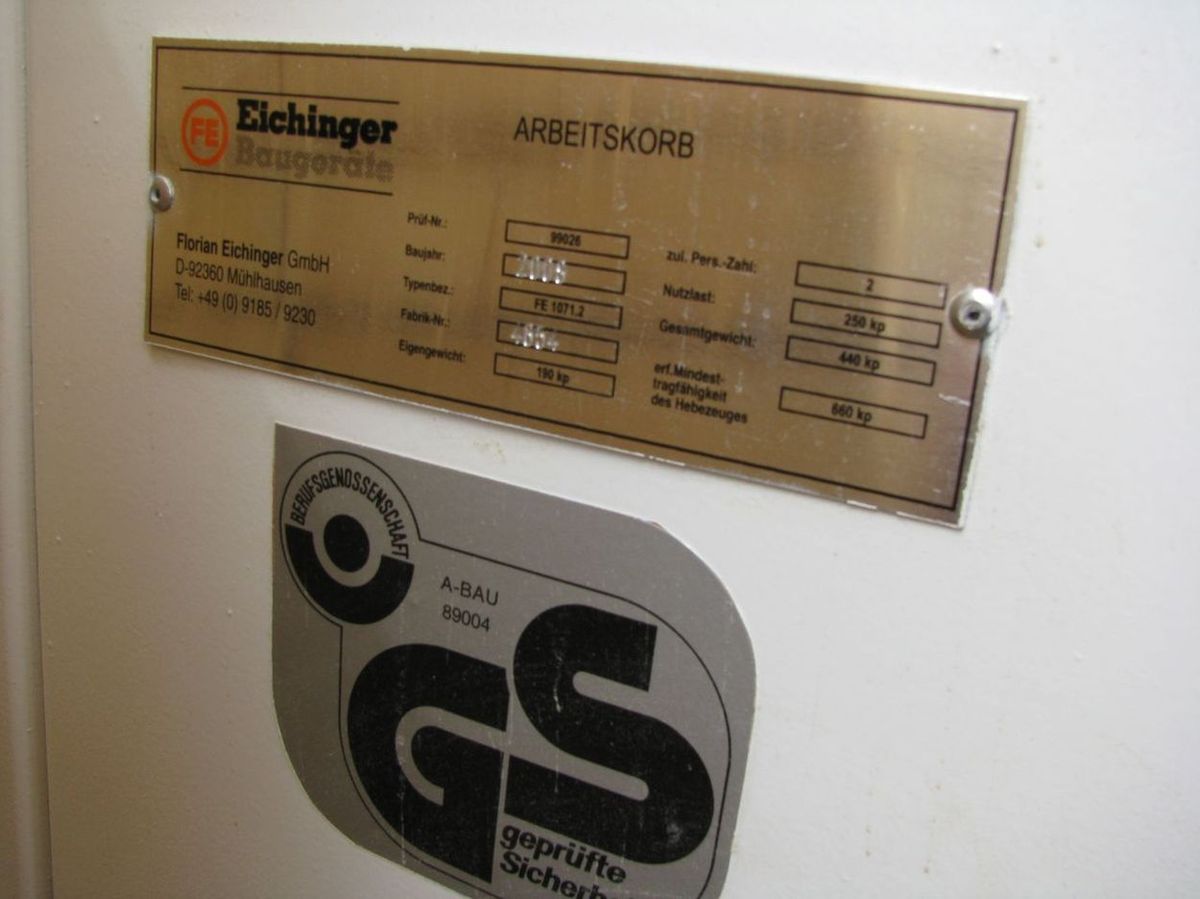 FE Eichinger
Baugeräte
ARBEITSKORB
Florian Eichinger GmbH
D-92360 Mühlhausen
Tel: +49 (0) 9185 / 9230
Prüf-Nr.: 99026
Baujahr:
Typenbez.: FE 1071.2
Fabrik-Nr.:
Eigengewicht: 190 kp
zul. Pers.-Zahl: 2
Nutzlast: 250 kp
Gesamtgewicht: 440 kp
erf.Mindest-
tragfähigkeit
des Hebezeuges 660 kp
BERUFSGENOSSENSCHAFT
A-BAU
89004
GS
geprüfte